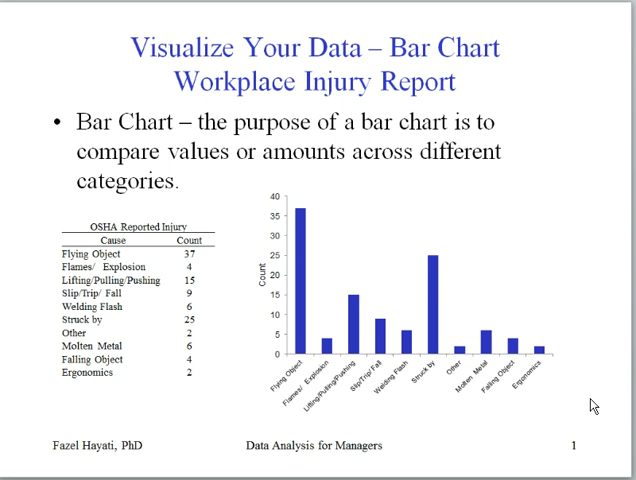 Visualize Your Data – Bar Chart
Workplace Injury Report
• Bar Chart – the purpose of a bar chart is to
compare values or amounts across different
categories.
OSHA Reported Injury
Cause Count
Flying Object 37
Flames/ Explosion 4
Lifting/Pulling/Pushing 15
Slip/Trip/ Fall 9
Welding Flash 6
Struck by 25
Other 2
Molten Metal 6
Falling Object 4
Ergonomics 2
Count
40
35
30
25
20
15
10
5
0
Flying Object
Flames/ Explosion
Lifting/Pulling/Pushing
Slip/Trip/ Fall
Welding Flash
Struck by
Other
Molten Metal
Falling Object
Ergonomics
Fazel Hayati, PhD Data Analysis for Managers 1